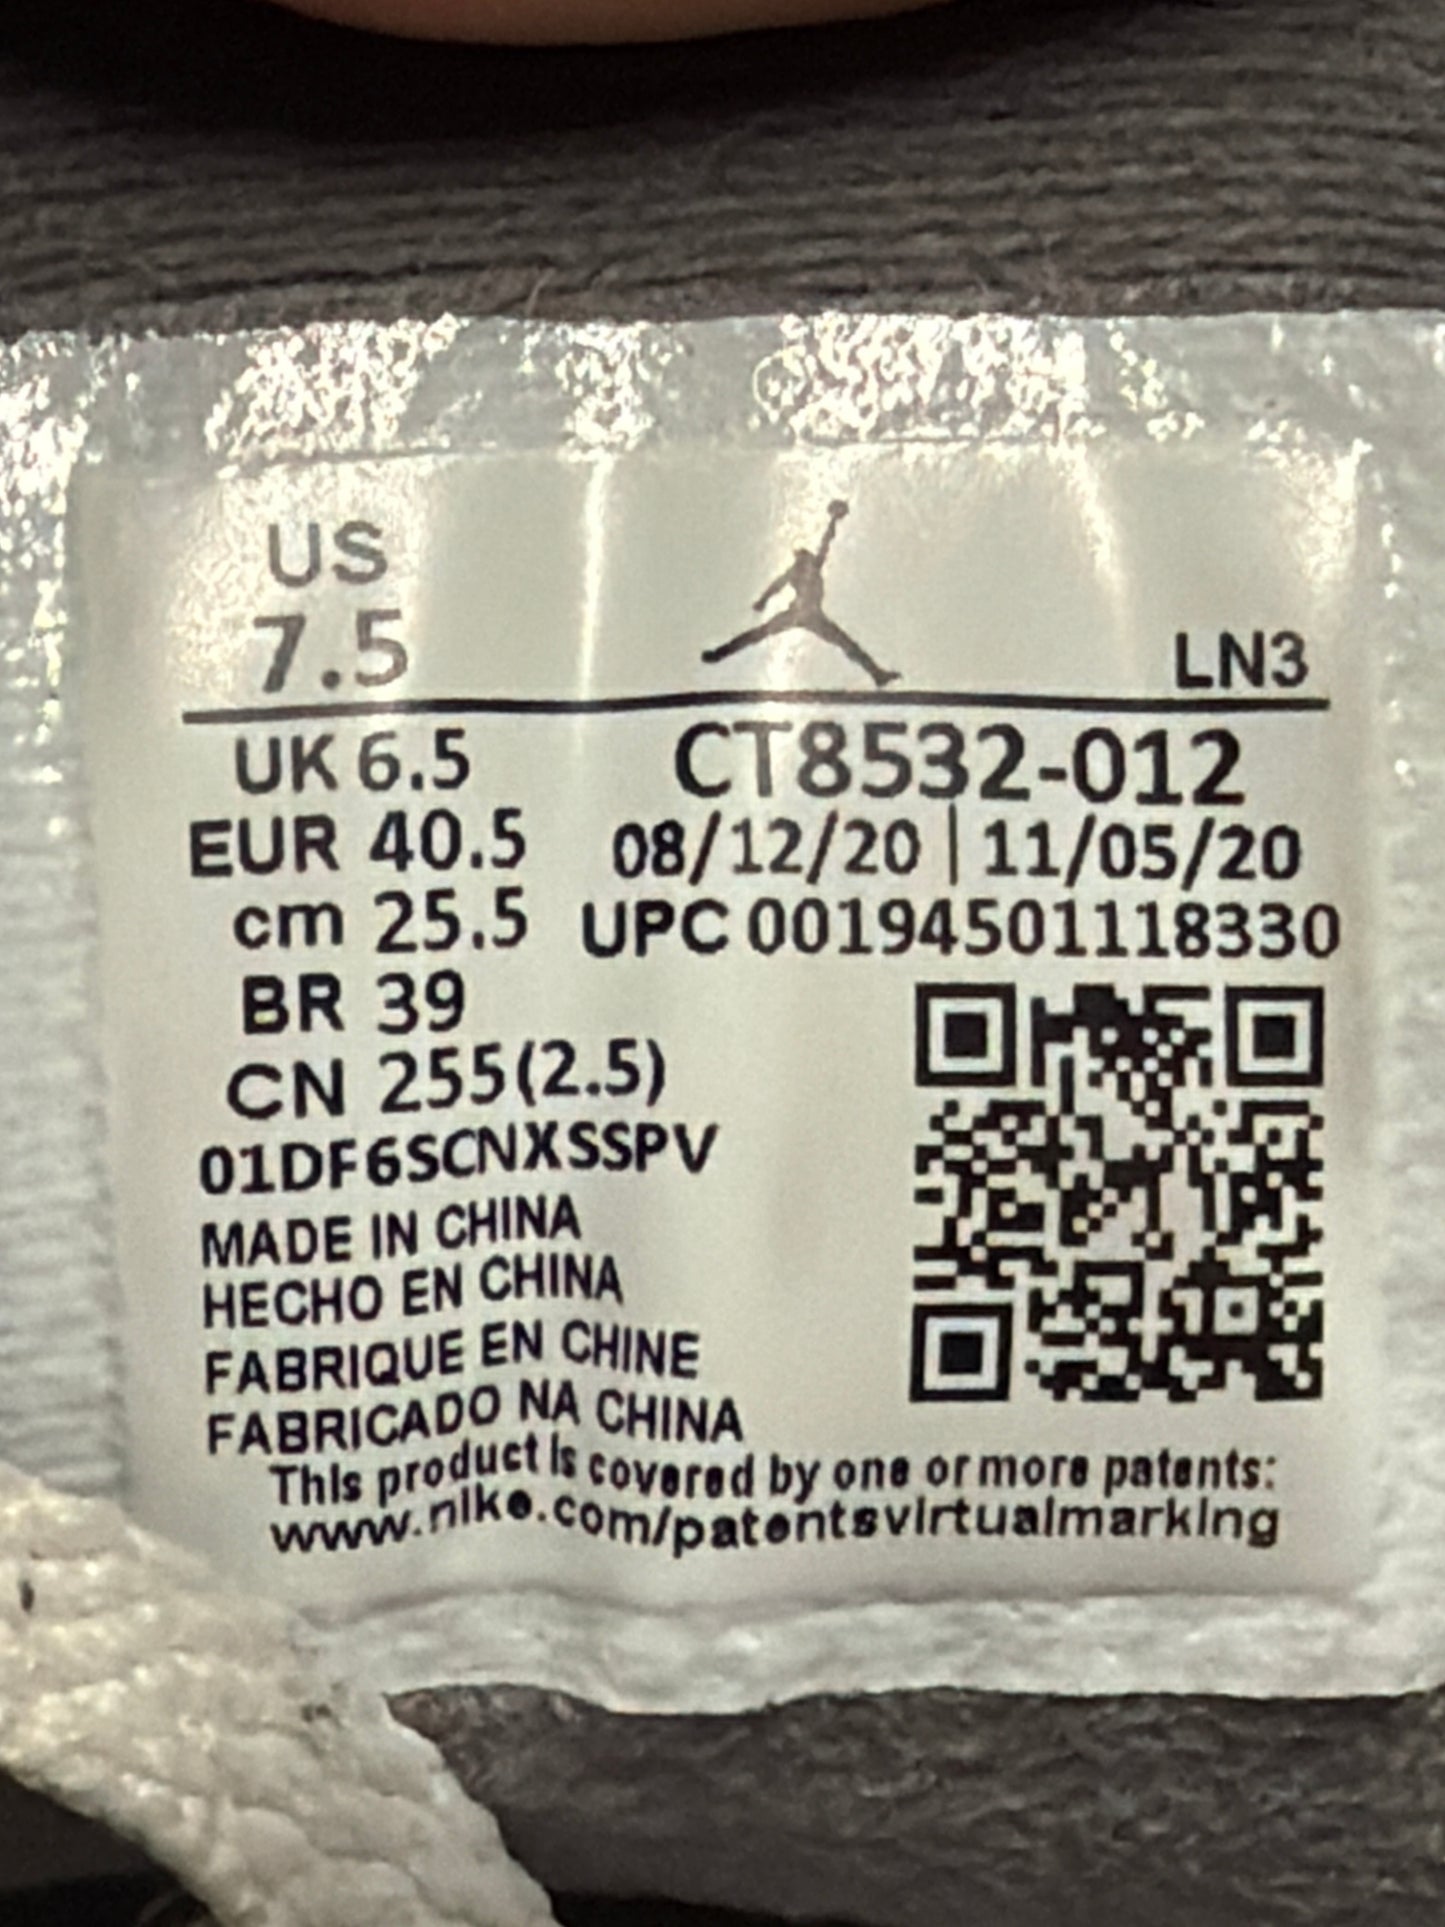 US
7.5
LN3
UK 6.5
CT8532-012
EUR 40.5
08/12/20 | 11/05/20
cm 25.5
UPC 00194501118330
BR 39
CN 255(2.5)
01DF6SCNXSSPV
MADE IN CHINA
HECHO EN CHINA
FABRIQUE EN CHINE
FABRICADO NA CHINA
This product is covered by one or more patents:
www.nike.com/patentsvirtualmarking